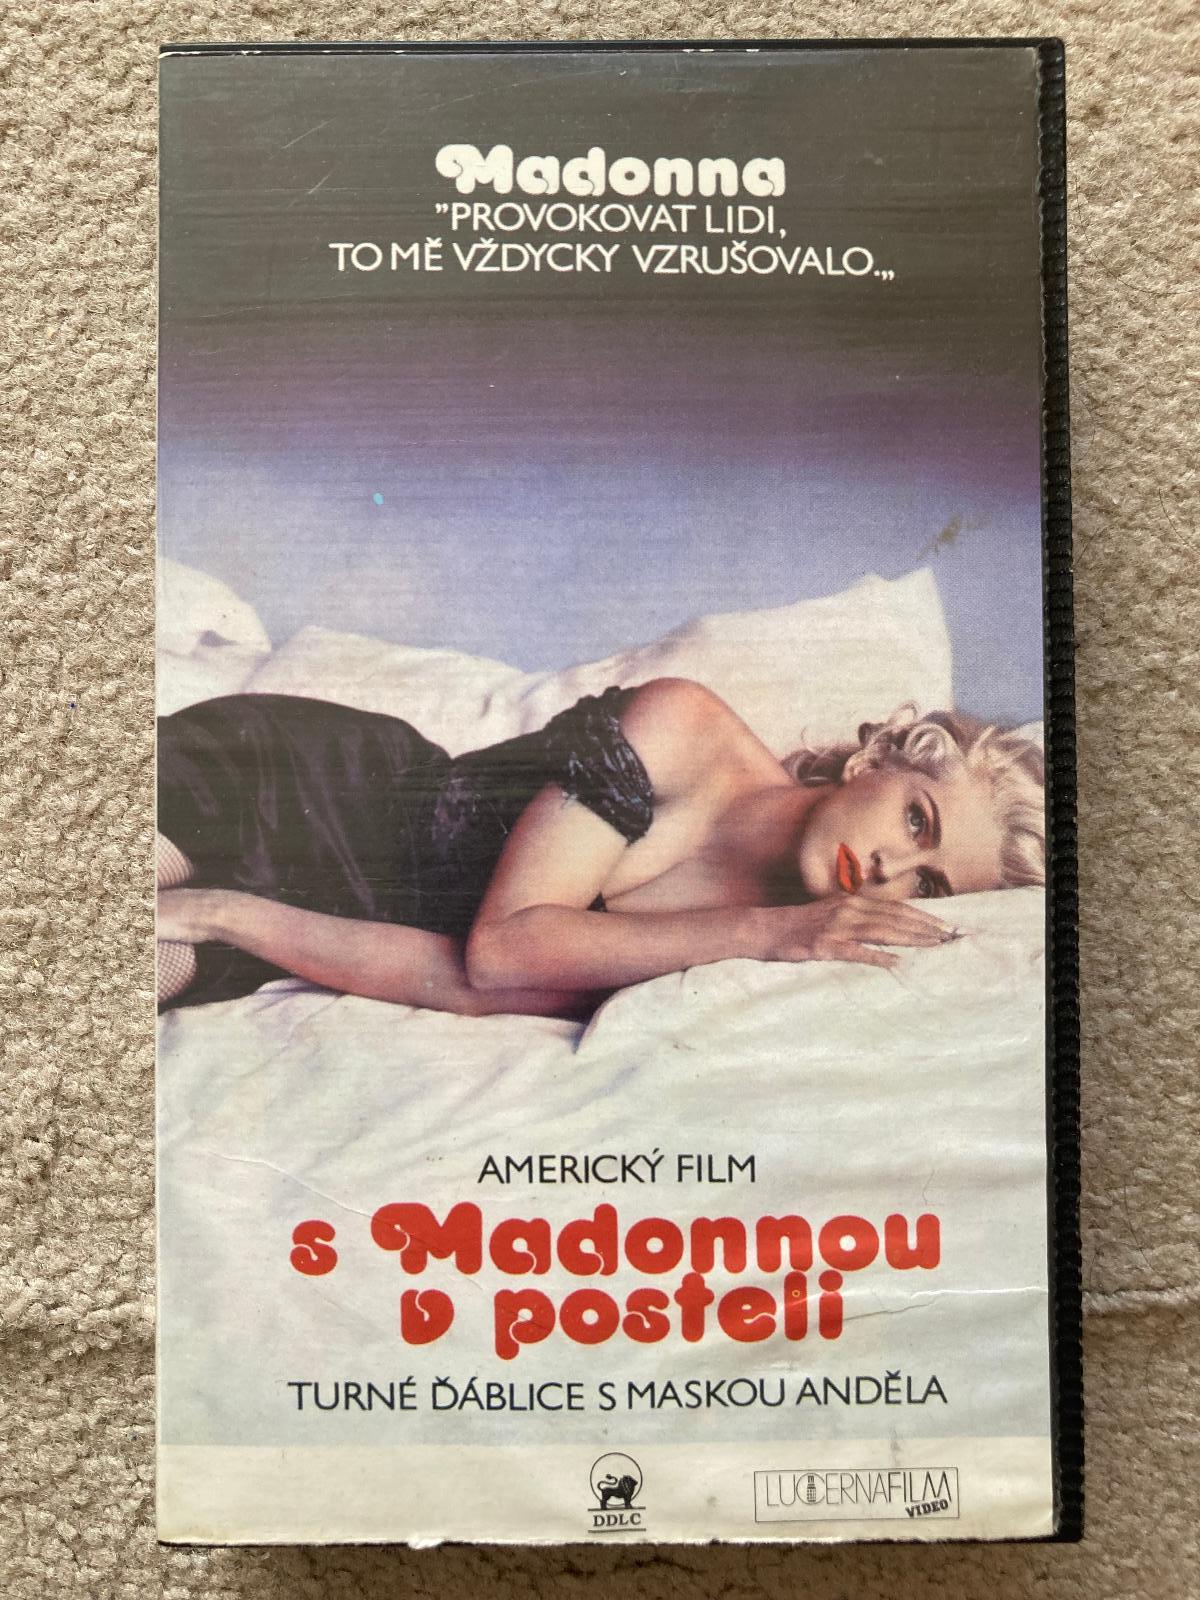 Madonna
"PROVOKOVAT LIDI,
TO MĚ VŽDYCKY VZRUŠOVALO.„
AMERICKÝ FILM
s Madonnou
v posteli
TURNÉ ĎÁBLICE S MASKOU ANDĚLA
DDLC
LUCERNAFILM
VIDEO